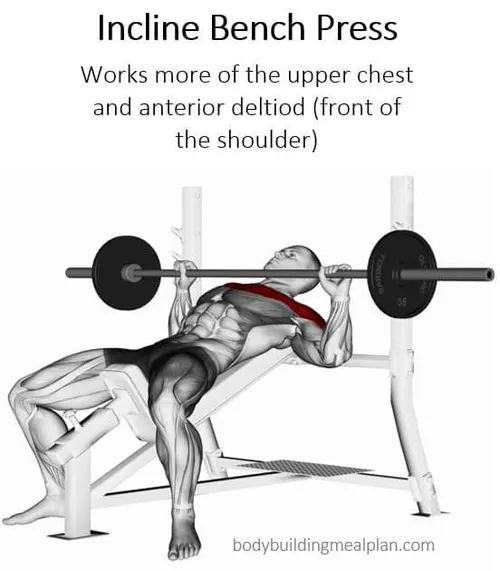 Incline Bench Press
Works more of the upper chest
and anterior deltiod (front of
the shoulder)
bodybuildingmealplan.com